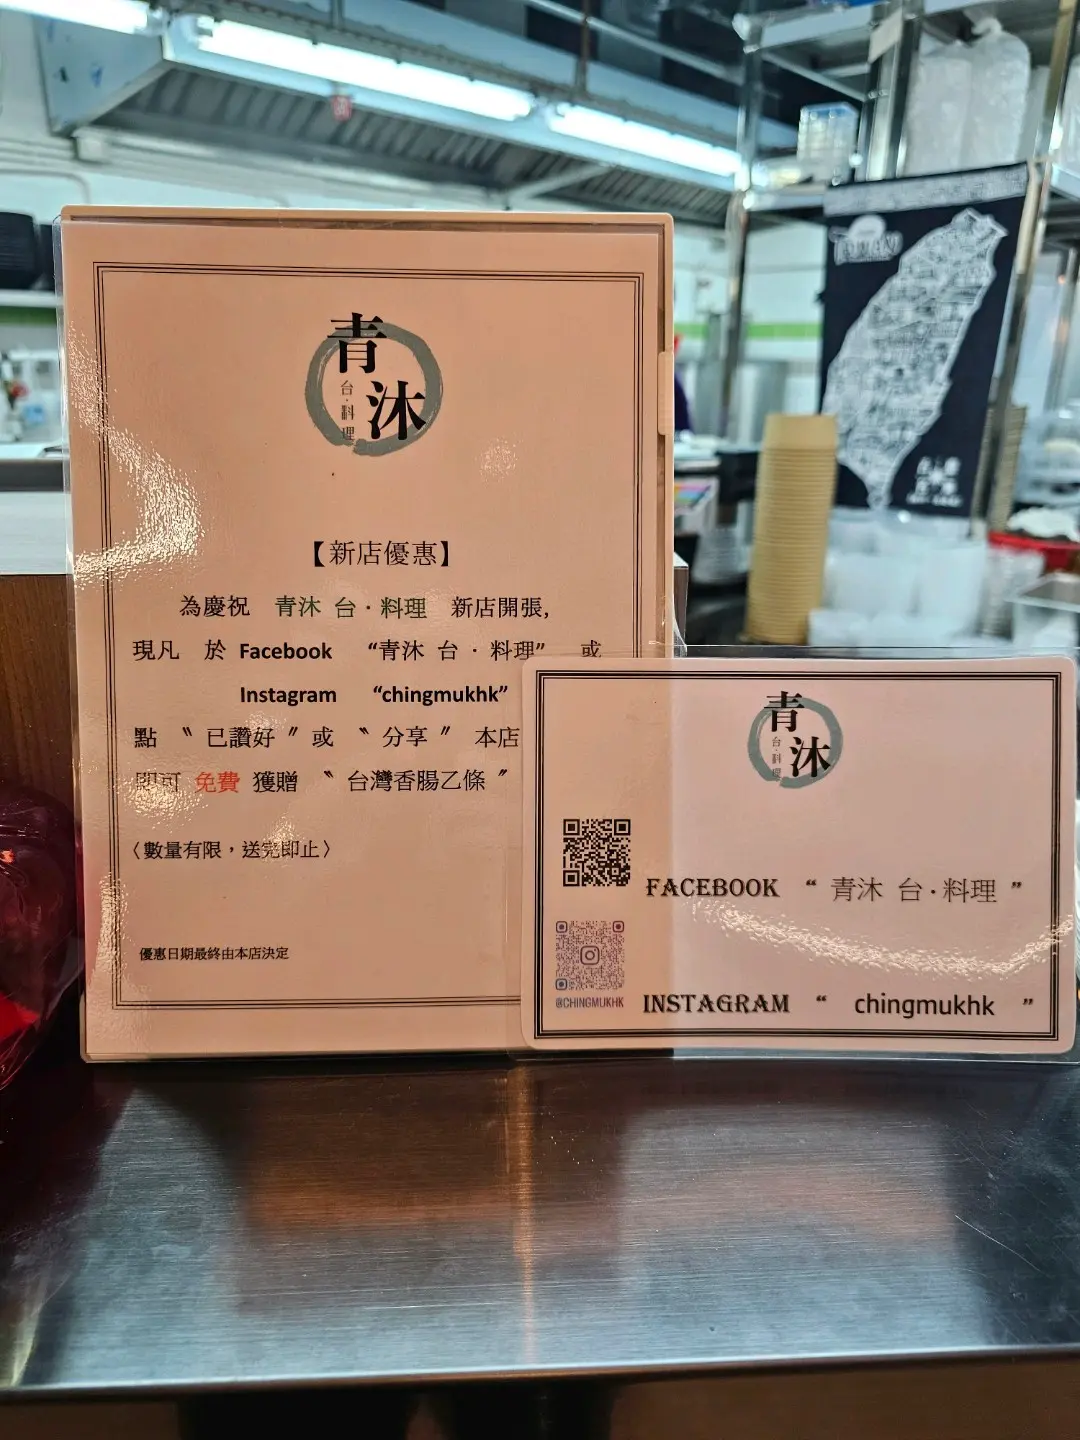 青沐
台·料理
【新店優惠】
為慶祝 青沐 台·料理 新店開張,
現凡 於 Facebook “青沐 台 · 料理” 或
Instagram “chingmukhk”
點〝 已讚好 〞或 〝 分享 〞 本店
即可 免費 獲贈 〝 台灣香腸乙條 〞
〈數量有限，送完即止〉
優惠日期最終由本店決定
青沐
台·料理
FACEBOOK “ 青沐 台·料理 ”
@CHINGMUKHK
INSTAGRAM “ chingmukhk ”
TAIWAN